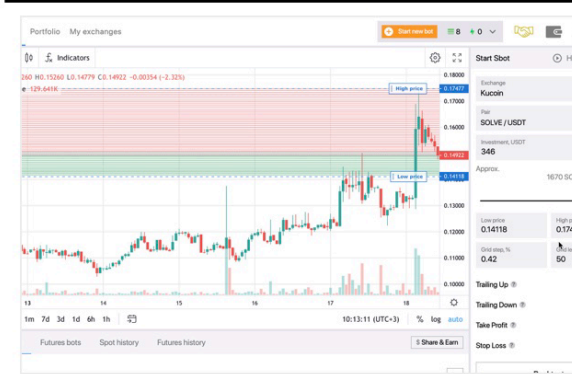 Portfolio My exchanges
Start new bot 8 0
Indicators
Start Sbot
260 H0.15260 L0.14779 C0.14922 -0.00354 (-2.32%)
e 129.641K
High price
0.18000
0.17477
0.17000
0.16000
0.14922
Low price
0.14118
0.13000
0.12000
0.11000
0.10000
13 14 15 16 17 18
1m 7d 3d 1d 6h 1h
10:13:11 (UTC+3) % log auto
Futures bots Spot history Futures history
$ Share & Earn
Exchange
Kucoin
Pair
SOLVE / USDT
Investment, USDT
346
Approx.
1670 SO
Low price High p
0.14118 0.174
Grid step, %
0.42 50
Trailing Up
Trailing Down
Take Profit
Stop Loss